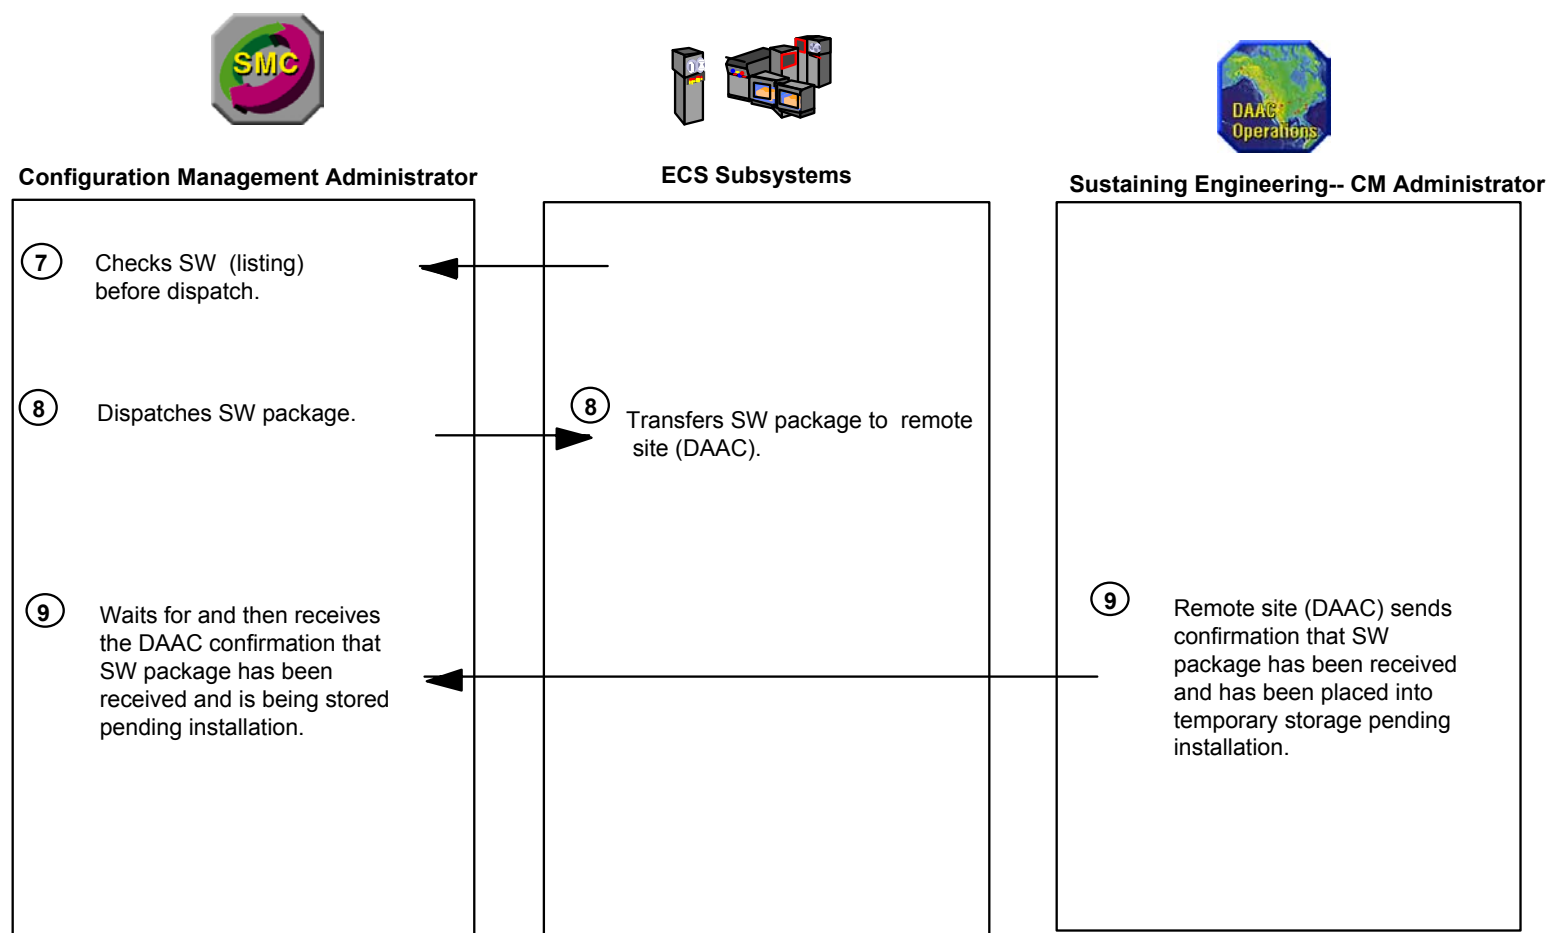 SMC
DAAC
Operations
Configuration Management Administrator
ECS Subsystems
Sustaining Engineering-- CM Administrator
7
Checks SW (listing)
before dispatch.
8
Dispatches SW package.
8
Transfers SW package to remote
site (DAAC).
9
Waits for and then receives
the DAAC confirmation that
SW package has been
received and is being stored
pending installation.
9
Remote site (DAAC) sends
confirmation that SW
package has been received
and has been placed into
temporary storage pending
installation.